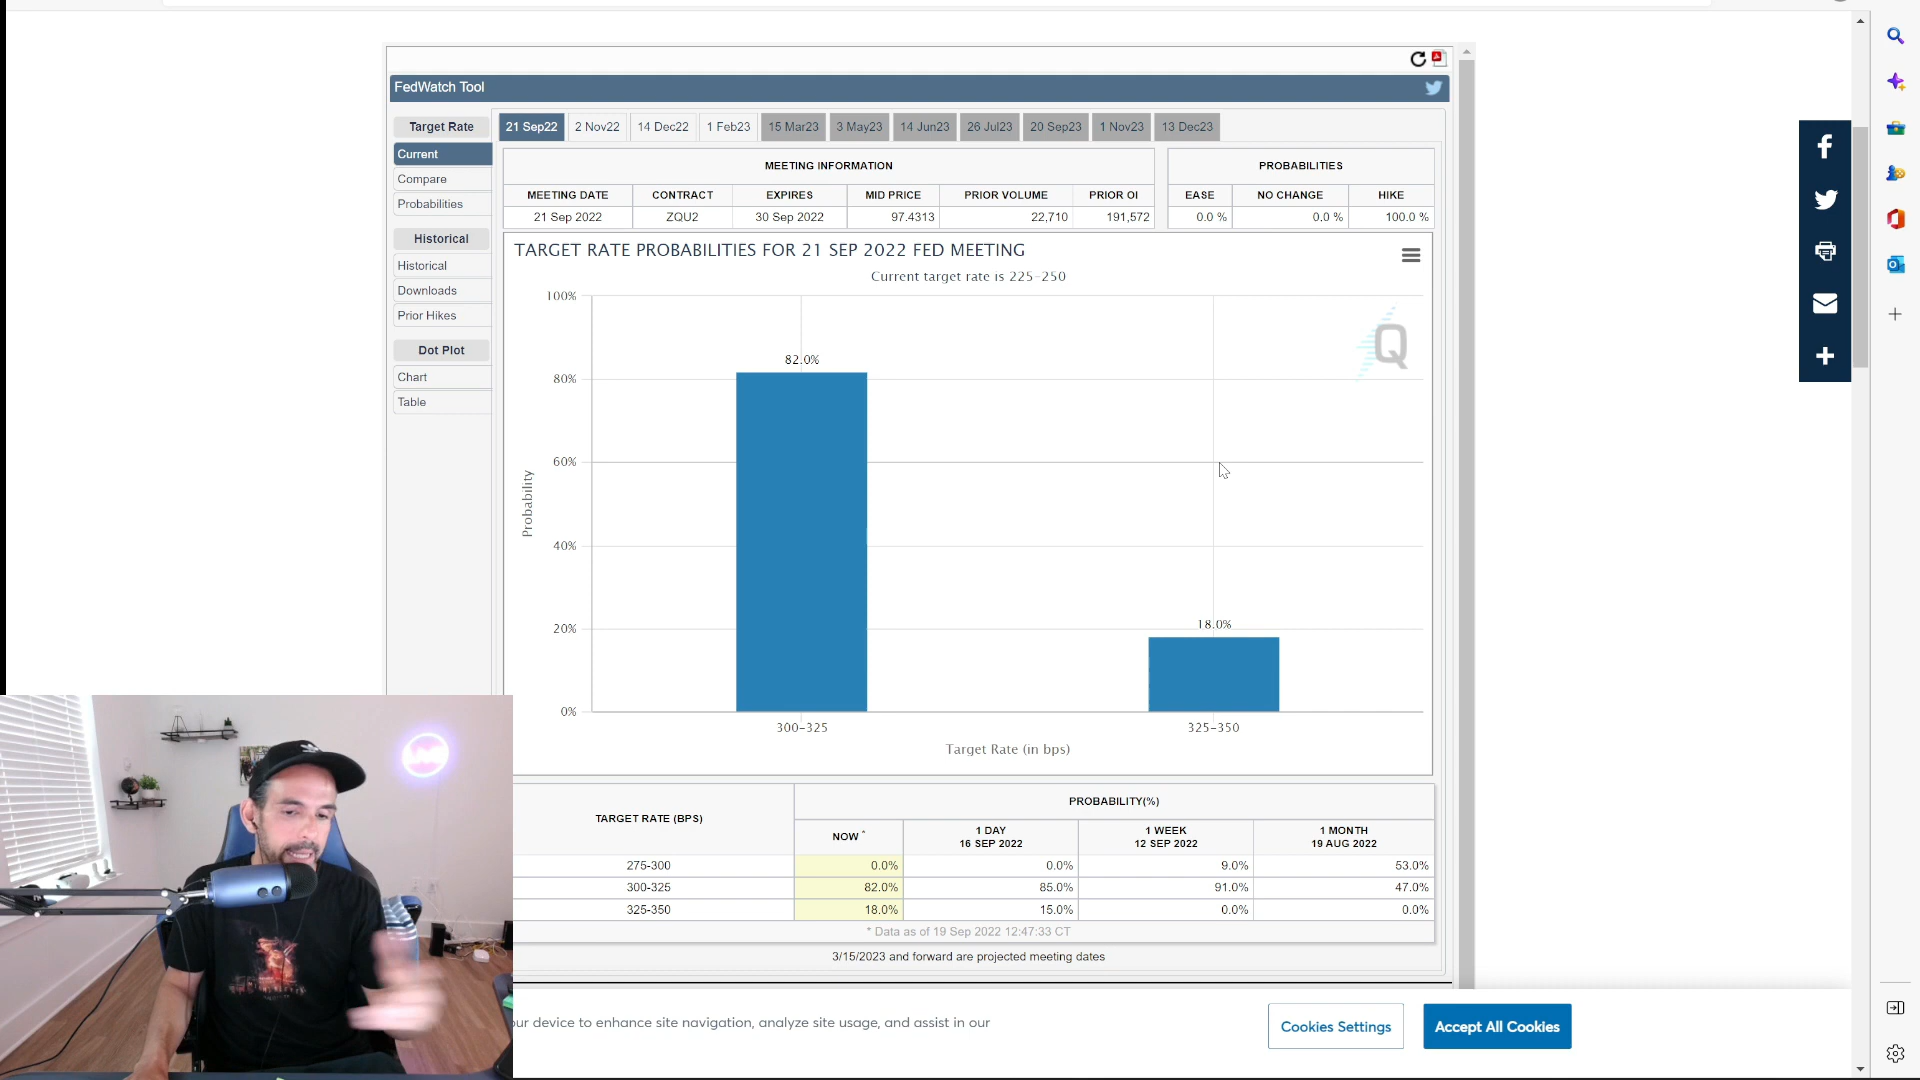 FedWatch Tool
Target Rate
Current
Compare
Probabilities
Historical
Historical
Downloads
Prior Hikes
Dot Plot
Chart
Table
21 Sep22 2 Nov22 14 Dec22 1 Feb23 15 Mar23 3 May23 14 Jun23 26 Jul23 20 Sep23 1 Nov23 13 Dec23
MEETING INFORMATION
MEETING DATE CONTRACT EXPIRES MID PRICE PRIOR VOLUME PRIOR OI
21 Sep 2022 ZQU2 30 Sep 2022 97.4313 22,710 191,572
PROBABILITIES
EASE NO CHANGE HIKE
0.0 % 0.0 % 100.0 %
TARGET RATE PROBABILITIES FOR 21 SEP 2022 FED MEETING
Current target rate is 225-250
Q
Probability
100%
80%
60%
40%
20%
0%
82.0%
18.0%
300-325 325-350
Target Rate (in bps)
TARGET RATE (BPS) PROBABILITY(%)
NOW * 1 DAY 16 SEP 2022 1 WEEK 12 SEP 2022 1 MONTH 19 AUG 2022
275-300 0.0% 0.0% 9.0% 53.0%
300-325 82.0% 85.0% 91.0% 47.0%
325-350 18.0% 15.0% 0.0% 0.0%
* Data as of 19 Sep 2022 12:47:33 CT
3/15/2023 and forward are projected meeting dates
device to enhance site navigation, analyze site usage, and assist in our
Cookies Settings
Accept All Cookies